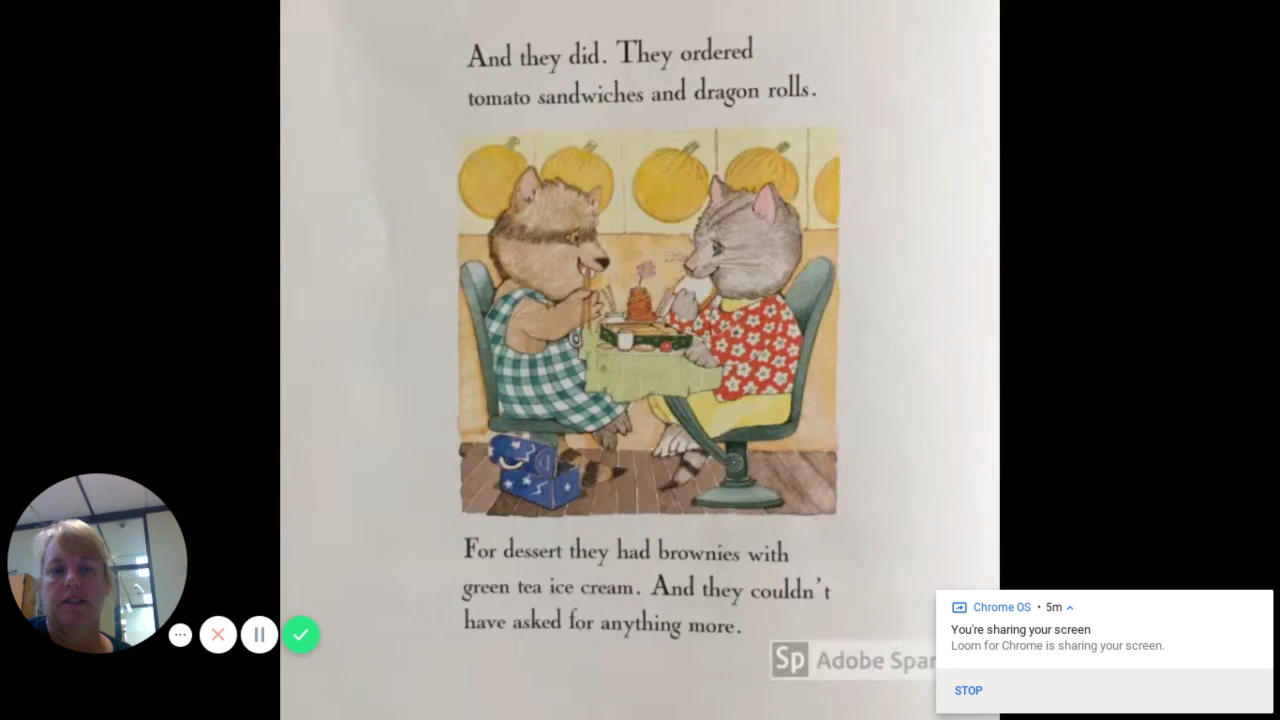 And they did. They ordered
tomato sandwiches and dragon rolls.
For dessert they had brownies with
green tea ice cream. And they couldn't
have asked for anything more.
Sp Adobe Spar
Chrome OS • 5m
You're sharing your screen
Loom for Chrome is sharing your screen.
STOP